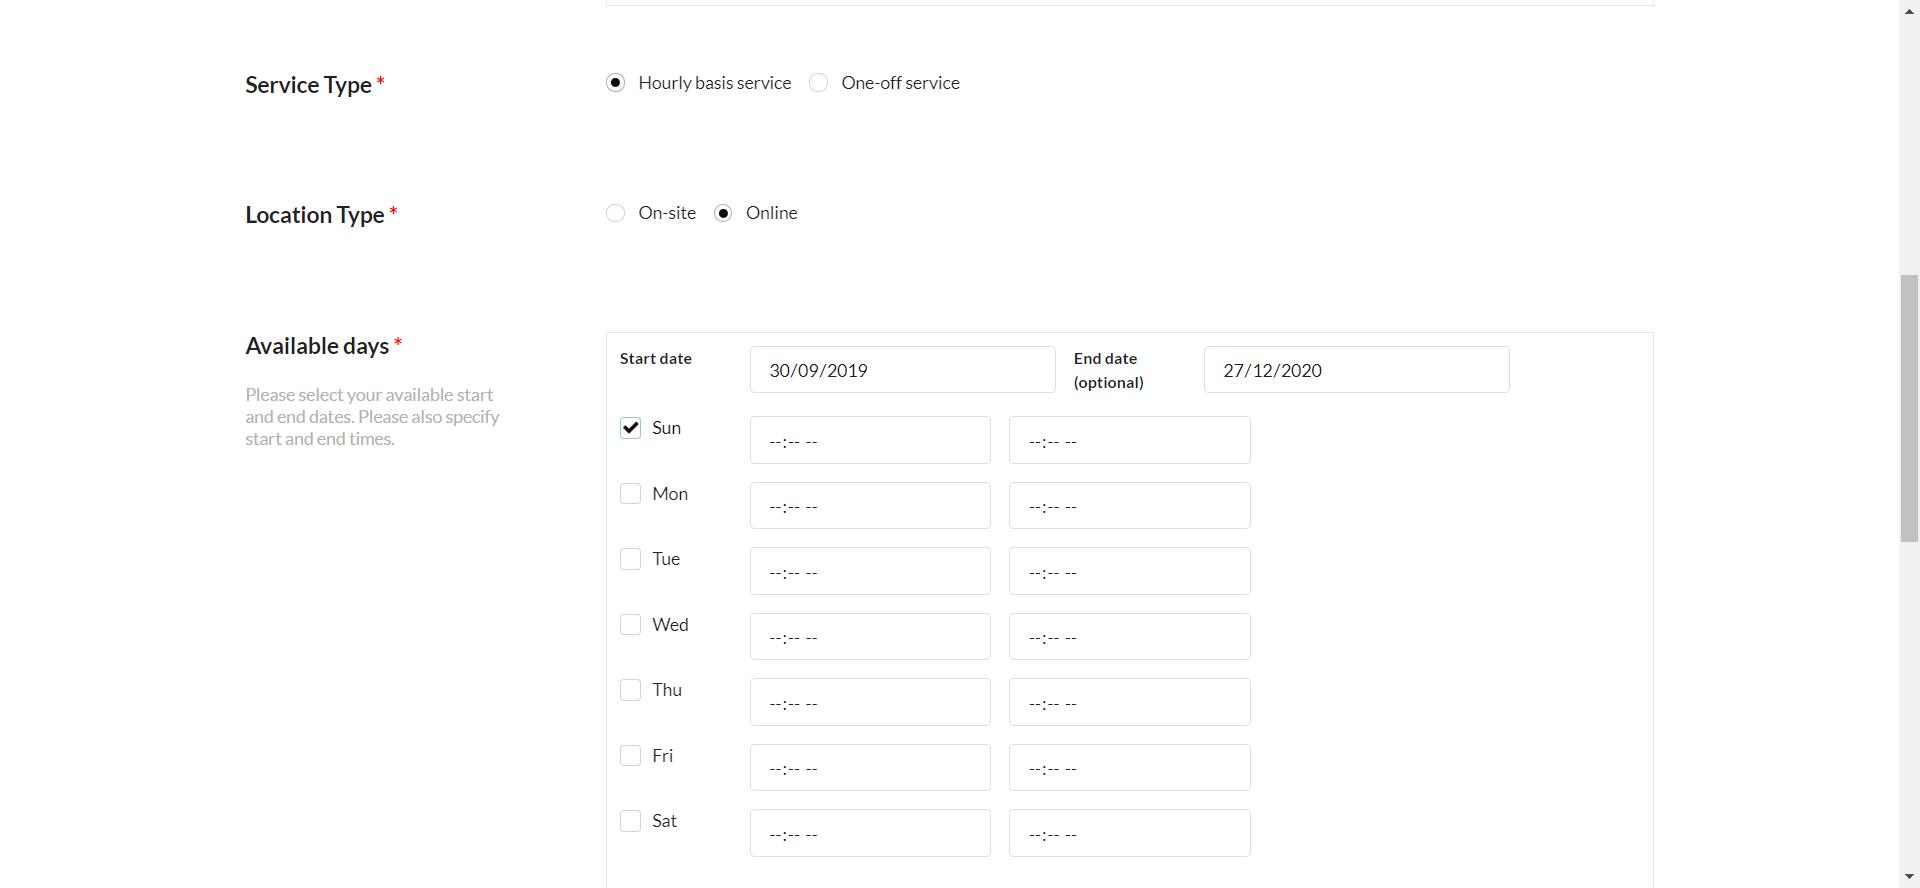 Service Type *
Hourly basis service One-off service
Location Type *
On-site Online
Available days *
Please select your available start
and end dates. Please also specify
start and end times.
Start date 30/09/2019 End date
(optional) 27/12/2020
Sun --:-- -- --:-- --
Mon --:-- -- --:-- --
Tue --:-- -- --:-- --
Wed --:-- -- --:-- --
Thu --:-- -- --:-- --
Fri --:-- -- --:-- --
Sat --:-- -- --:-- --